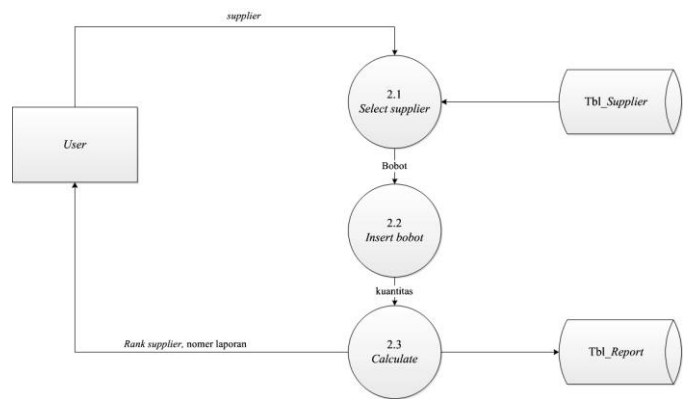 supplier
2.1
Select supplier
Tbl_Supplier
User
Bobot
2.2
Insert bobot
kuantitas
Rank supplier, nomer laporan
2.3
Calculate
Tbl_Report